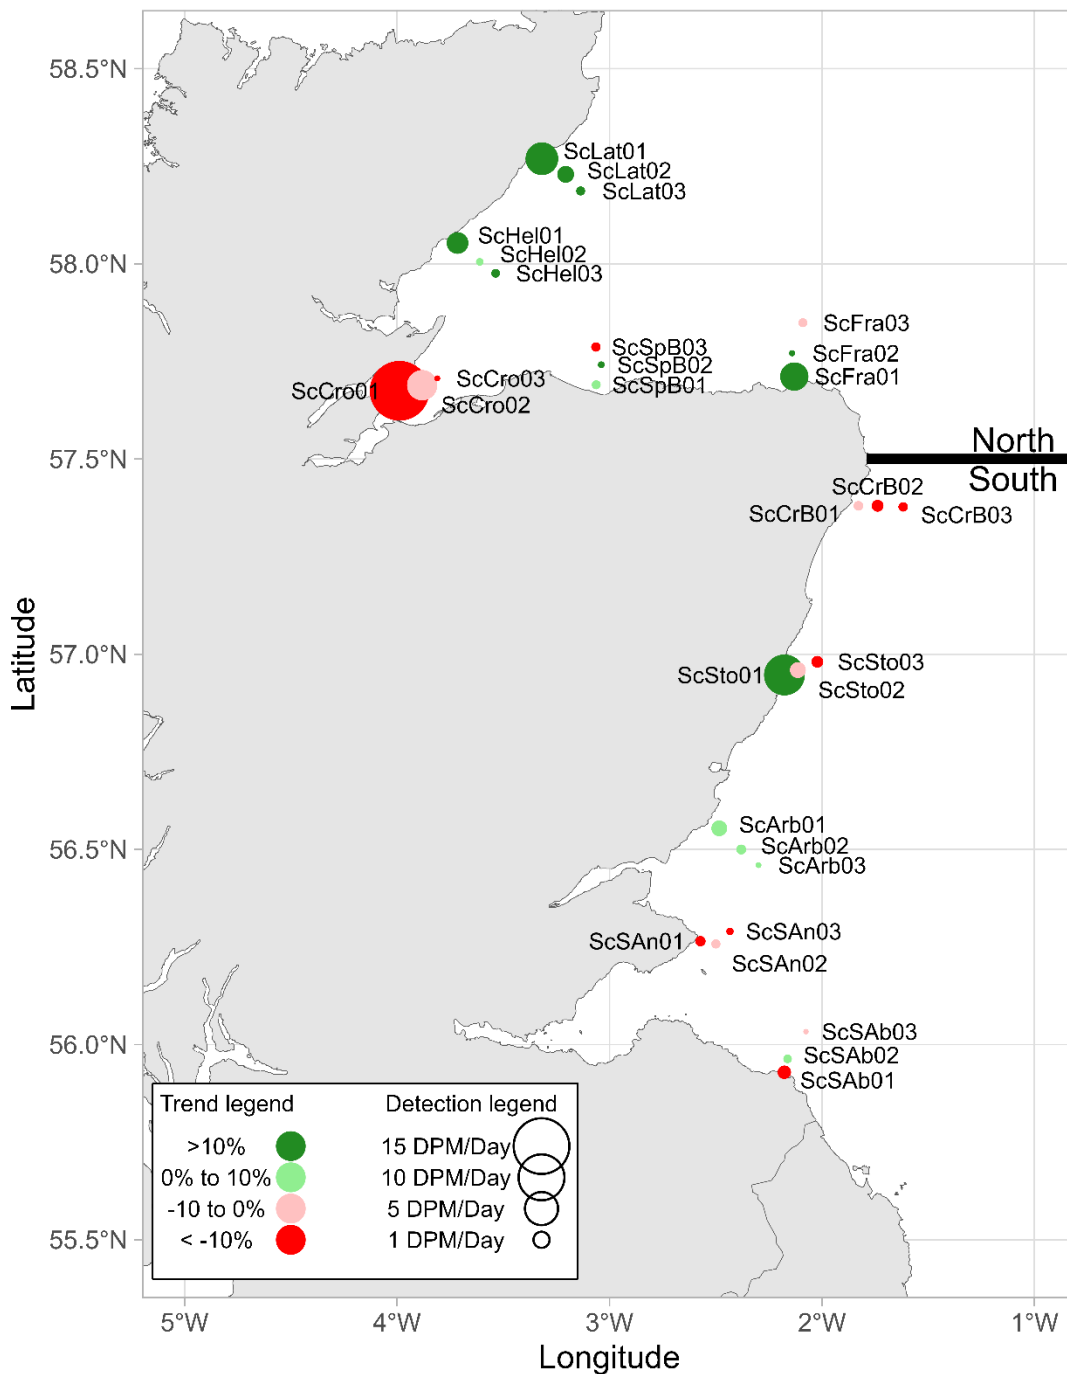 58.5°N
58.0°N
57.5°N
57.0°N
56.5°N
56.0°N
55.5°N
Latitude
ScLat01
ScLat02
ScLat03
ScHel01
ScHel02
ScHel03
ScFra03
ScFra02
ScFra01
ScSpB03
ScSpB02
ScSpB01
ScCro03
ScCro01
ScCro02
North
South
ScCrB02
ScCrB01
ScCrB03
ScSto03
ScSto01
ScSto02
ScArb01
ScArb02
ScArb03
ScSAn03
ScSAn01
ScSAn02
ScSAb03
ScSAb02
ScSAb01
Trend legend
>10%
0% to 10%
-10 to 0%
< -10%
Detection legend
15 DPM/Day
10 DPM/Day
5 DPM/Day
1 DPM/Day
5°W
4°W
3°W
2°W
1°W
Longitude